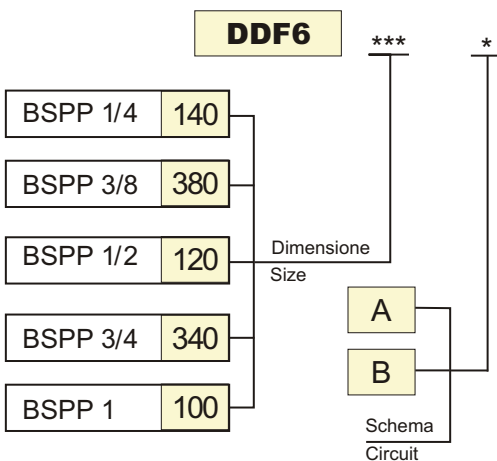 DDF6 *** *
BSPP 1/4 140
BSPP 3/8 380
BSPP 1/2 120
Dimensione
Size
BSPP 3/4 340
BSPP 1 100
A
B
Schema
Circuit